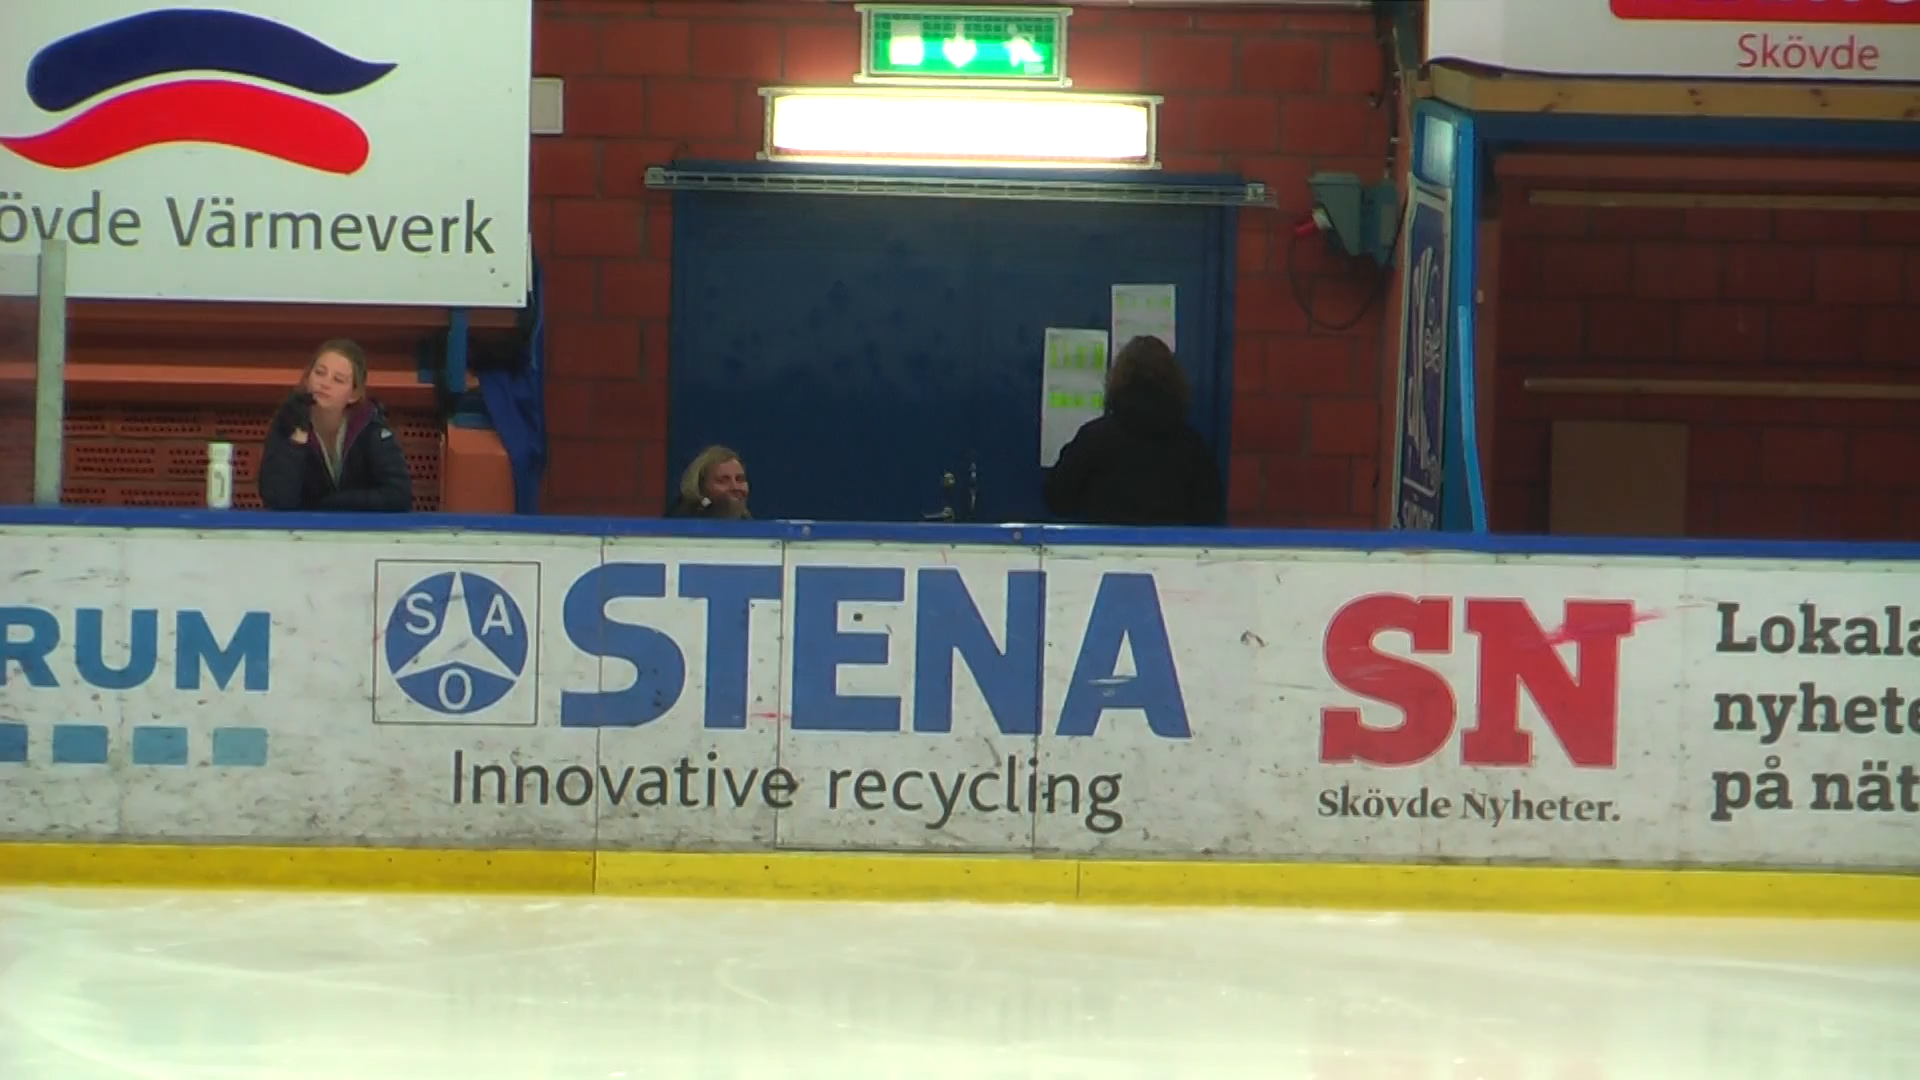 övde Värmeverk
Skövde
RUM
S A O
STENA
Innovative recycling
SN
Skövde Nyheter.
Lokala
nyhete
på nät